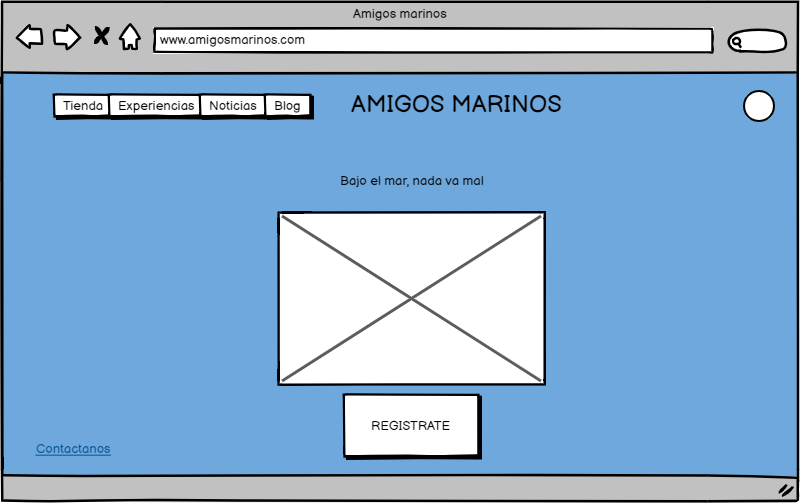 Amigos marinos
www.amigosmarinos.com
Tienda Experiencias Noticias Blog
AMIGOS MARINOS
Bajo el mar, nada va mal
REGISTRATE
Contactanos